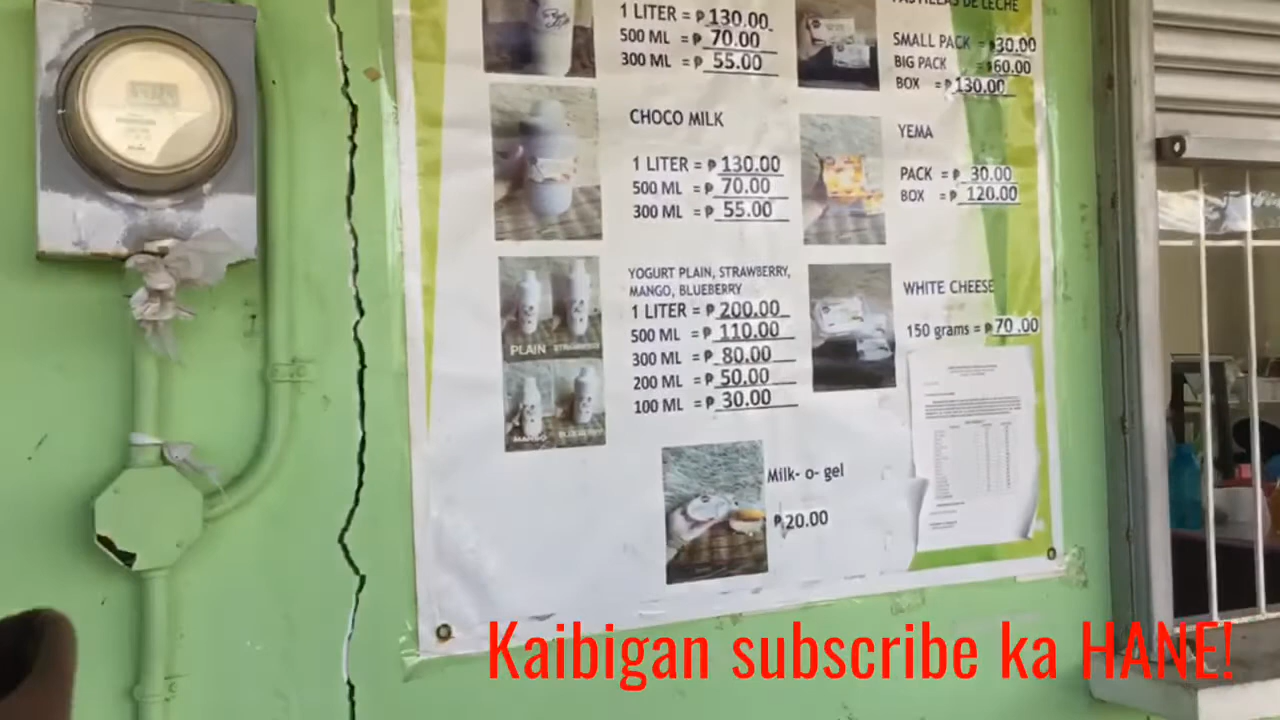 1 LITER = ₱ 130.00
500 ML = ₱ 70.00
300 ML = ₱ 55.00
CHOCO MILK
1 LITER = ₱ 130.00
500 ML = ₱ 70.00
300 ML = ₱ 55.00
YOGURT PLAIN, STRAWBERRY,
MANGO, BLUEBERRY
1 LITER = ₱ 200.00
500 ML = ₱ 110.00
300 ML = ₱ 80.00
200 ML = ₱ 50.00
100 ML = ₱ 30.00
PLAIN STRAWBERRY
MANGO BLUEBERRY
Milk- o- gel
₱ 20.00
PASTILLAS DE LECHE
SMALL PACK = ₱30.00
BIG PACK = ₱60.00
BOX = ₱ 130.00
YEMA
PACK = ₱ 30.00
BOX = ₱ 120.00
WHITE CHEESE
150 grams = ₱ 70 .00
Kaibigan subscribe ka HANE!